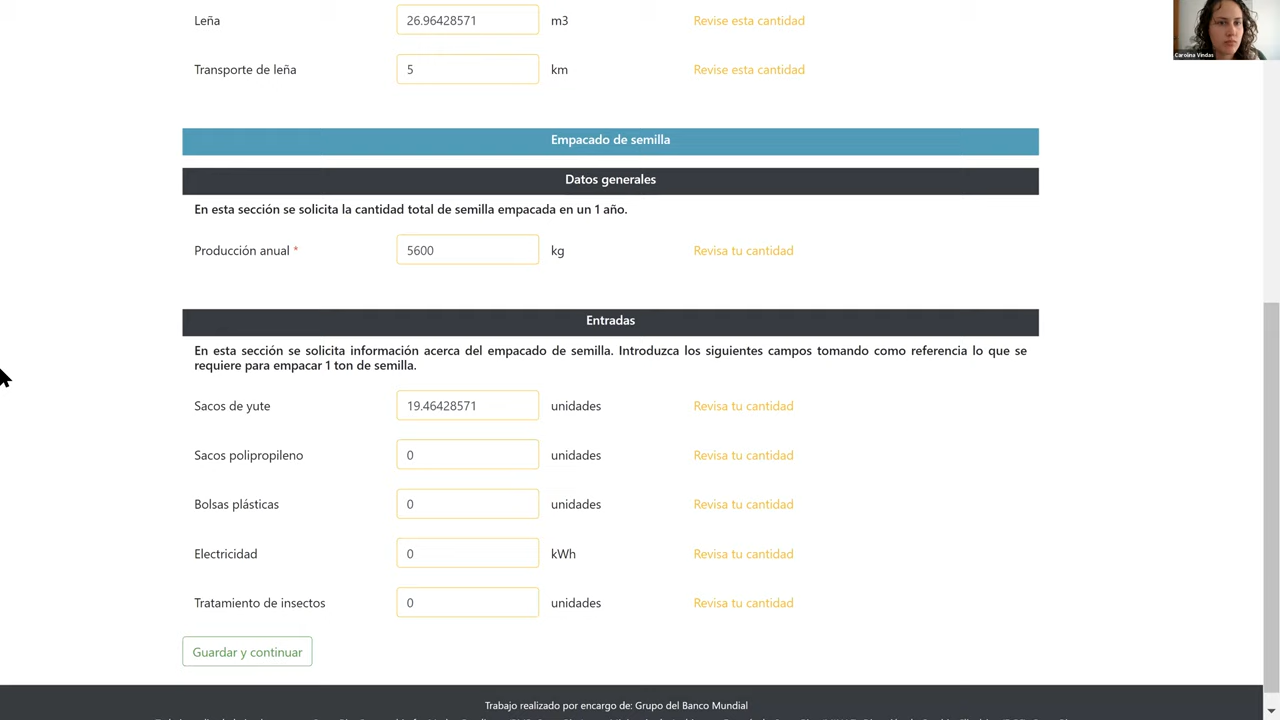 Leña 26.96428571 m3 Revise esta cantidad
Carolina Vindas
Transporte de leña 5 km Revise esta cantidad
Empacado de semilla
Datos generales
En esta sección se solicita la cantidad total de semilla empacada en un 1 año.
Producción anual * 5600 kg Revisa tu cantidad
Entradas
En esta sección se solicita información acerca del empacado de semilla. Introduzca los siguientes campos tomando como referencia lo que se
requiere para empacar 1 ton de semilla.
Sacos de yute 19.46428571 unidades Revisa tu cantidad
Sacos polipropileno 0 unidades Revisa tu cantidad
Bolsas plásticas 0 unidades Revisa tu cantidad
Electricidad 0 kWh Revisa tu cantidad
Tratamiento de insectos 0 unidades Revisa tu cantidad
Guardar y continuar
Trabajo realizado por encargo de: Grupo del Banco Mundial